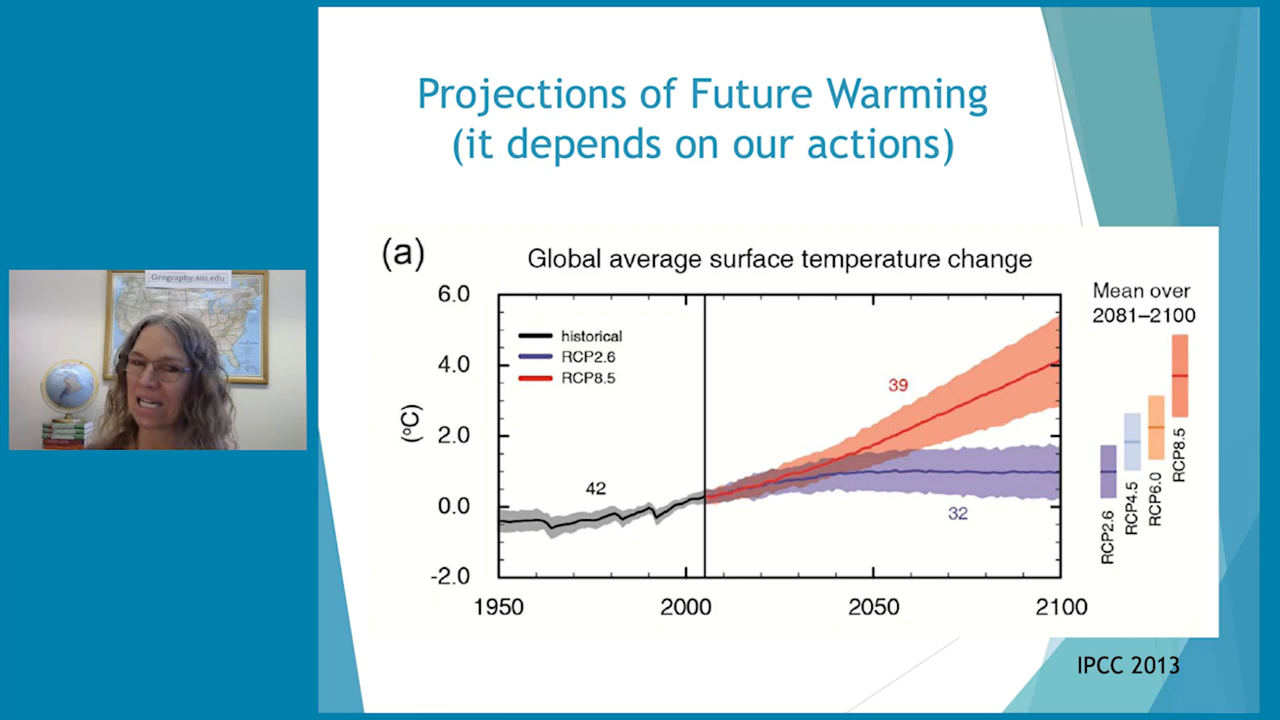 Projections of Future Warming
(it depends on our actions)
Geography.siu.edu
(a)
Global average surface temperature change
Mean over
2081–2100
6.0
4.0
2.0
0.0
-2.0
(°C)
historical
RCP2.6
RCP8.5
42
39
32
1950
2000
2050
2100
RCP2.6
RCP4.5
RCP6.0
RCP8.5
IPCC 2013